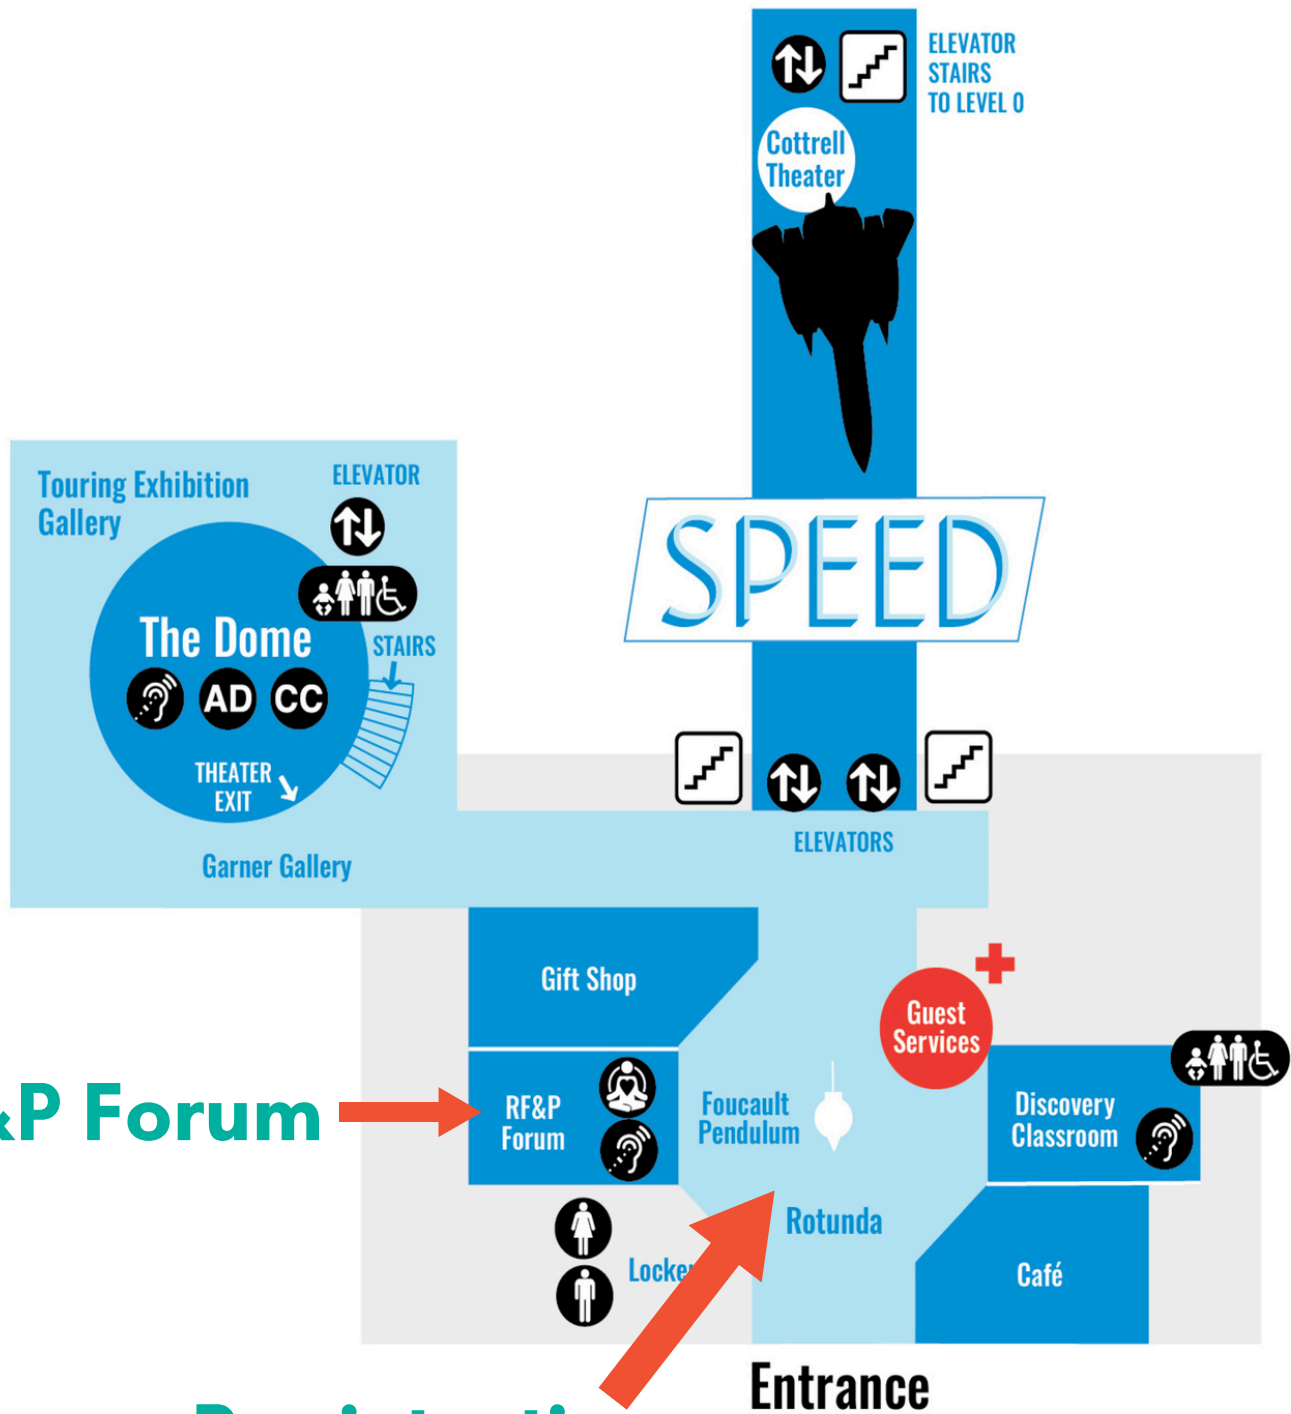 ELEVATOR
STAIRS
TO LEVEL 0
Cottrell
Theater
SPEED
Touring Exhibition
Gallery
ELEVATOR
The Dome
STAIRS
AD
CC
THEATER
EXIT
Garner Gallery
ELEVATORS
Gift Shop
Guest
Services
&P Forum
RF&P
Forum
Foucault
Pendulum
Discovery
Classroom
Rotunda
Café
Entrance